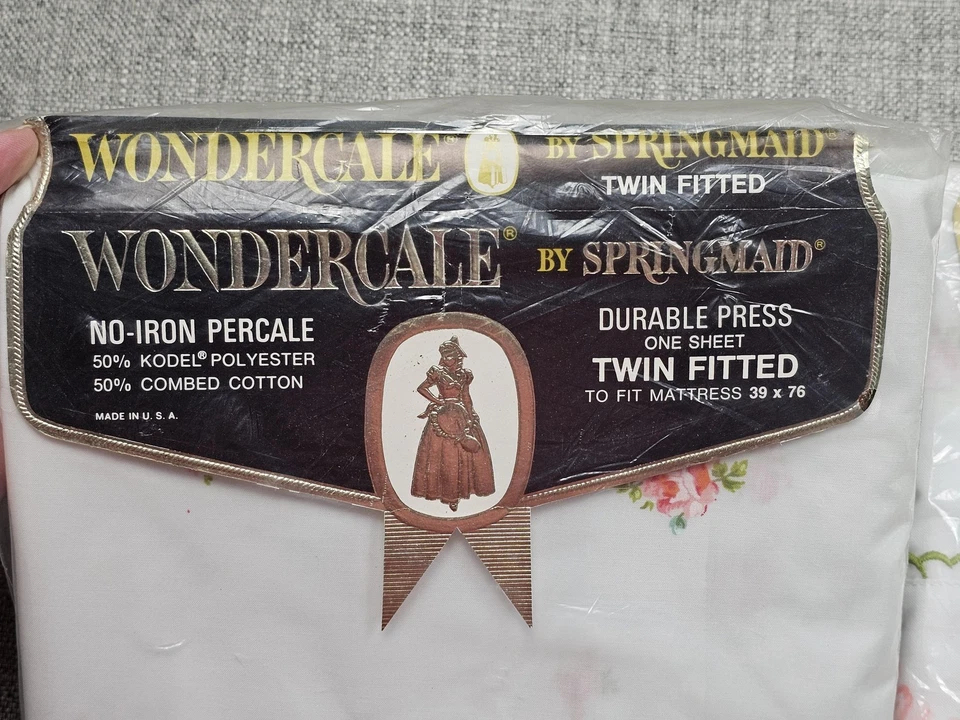 WONDERCALE® BY SPRINGMAID®
TWIN FITTED
WONDERCALE® BY SPRINGMAID®
NO-IRON PERCALE
50% KODEL® POLYESTER
50% COMBED COTTON
MADE IN U. S. A.
DURABLE PRESS
ONE SHEET
TWIN FITTED
TO FIT MATTRESS 39 x 76